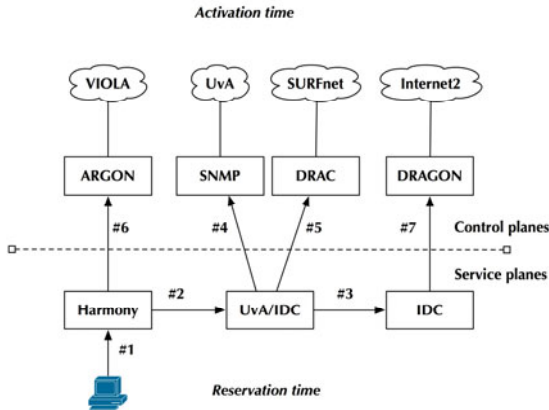 Activation time
VIOLA
UvA
SURFnet
Internet2
ARGON
SNMP
DRAC
DRAGON
#6
#4
#5
#7
Control planes
Service planes
Harmony
#2
UvA/IDC
#3
IDC
#1
Reservation time